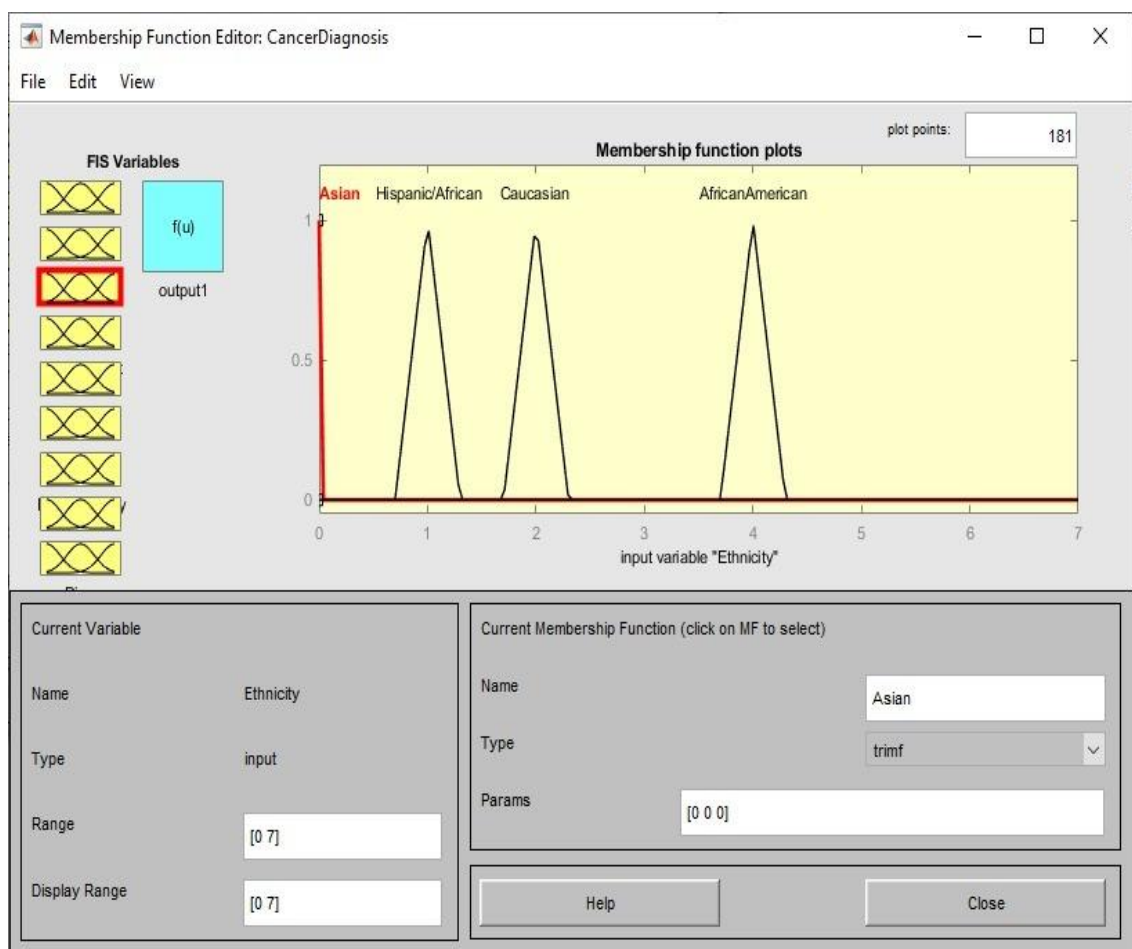 Membership Function Editor: CancerDiagnosis
File Edit View
plot points: 181
FIS Variables
Membership function plots
f(u)
output1
Asian Hispanic/African Caucasian AfricanAmerican
1
0.5
0
0 1 2 3 4 5 6 7
input variable "Ethnicity"
Current Variable
Name Ethnicity
Type input
Range [0 7]
Display Range [0 7]
Current Membership Function (click on MF to select)
Name Asian
Type trimf
Params [0 0 0]
Help Close